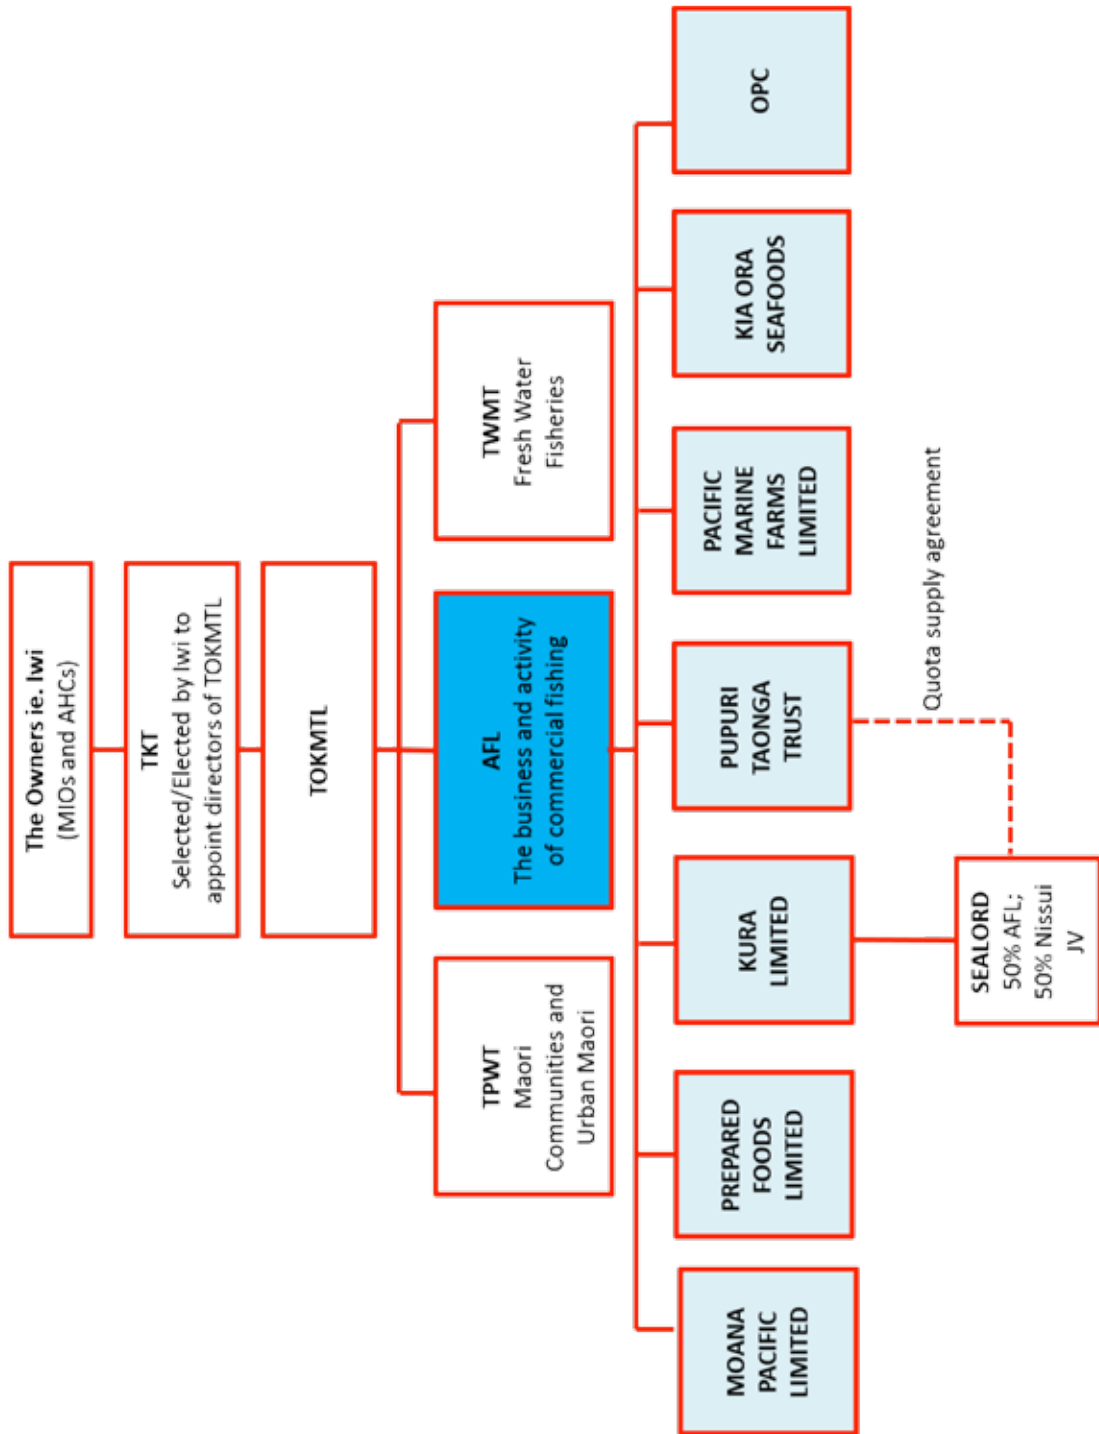 The Owners ie. Iwi
(MIOs and AHCs)
TKT
Selected/Elected by Iwi to
appoint directors of TOKMTL
TOKMTL
TPWT
Maori
Communities and
Urban Maori
AFL
The business and activity
of commercial fishing
TWMT
Fresh Water
Fisheries
MOANA
PACIFIC
LIMITED
PREPARED
FOODS
LIMITED
KURA
LIMITED
PUPURI
TAONGA
TRUST
PACIFIC
MARINE
FARMS
LIMITED
KIA ORA
SEAFOODS
OPC
SEALORD
50% AFL;
50% Nissui
JV
Quota supply agreement